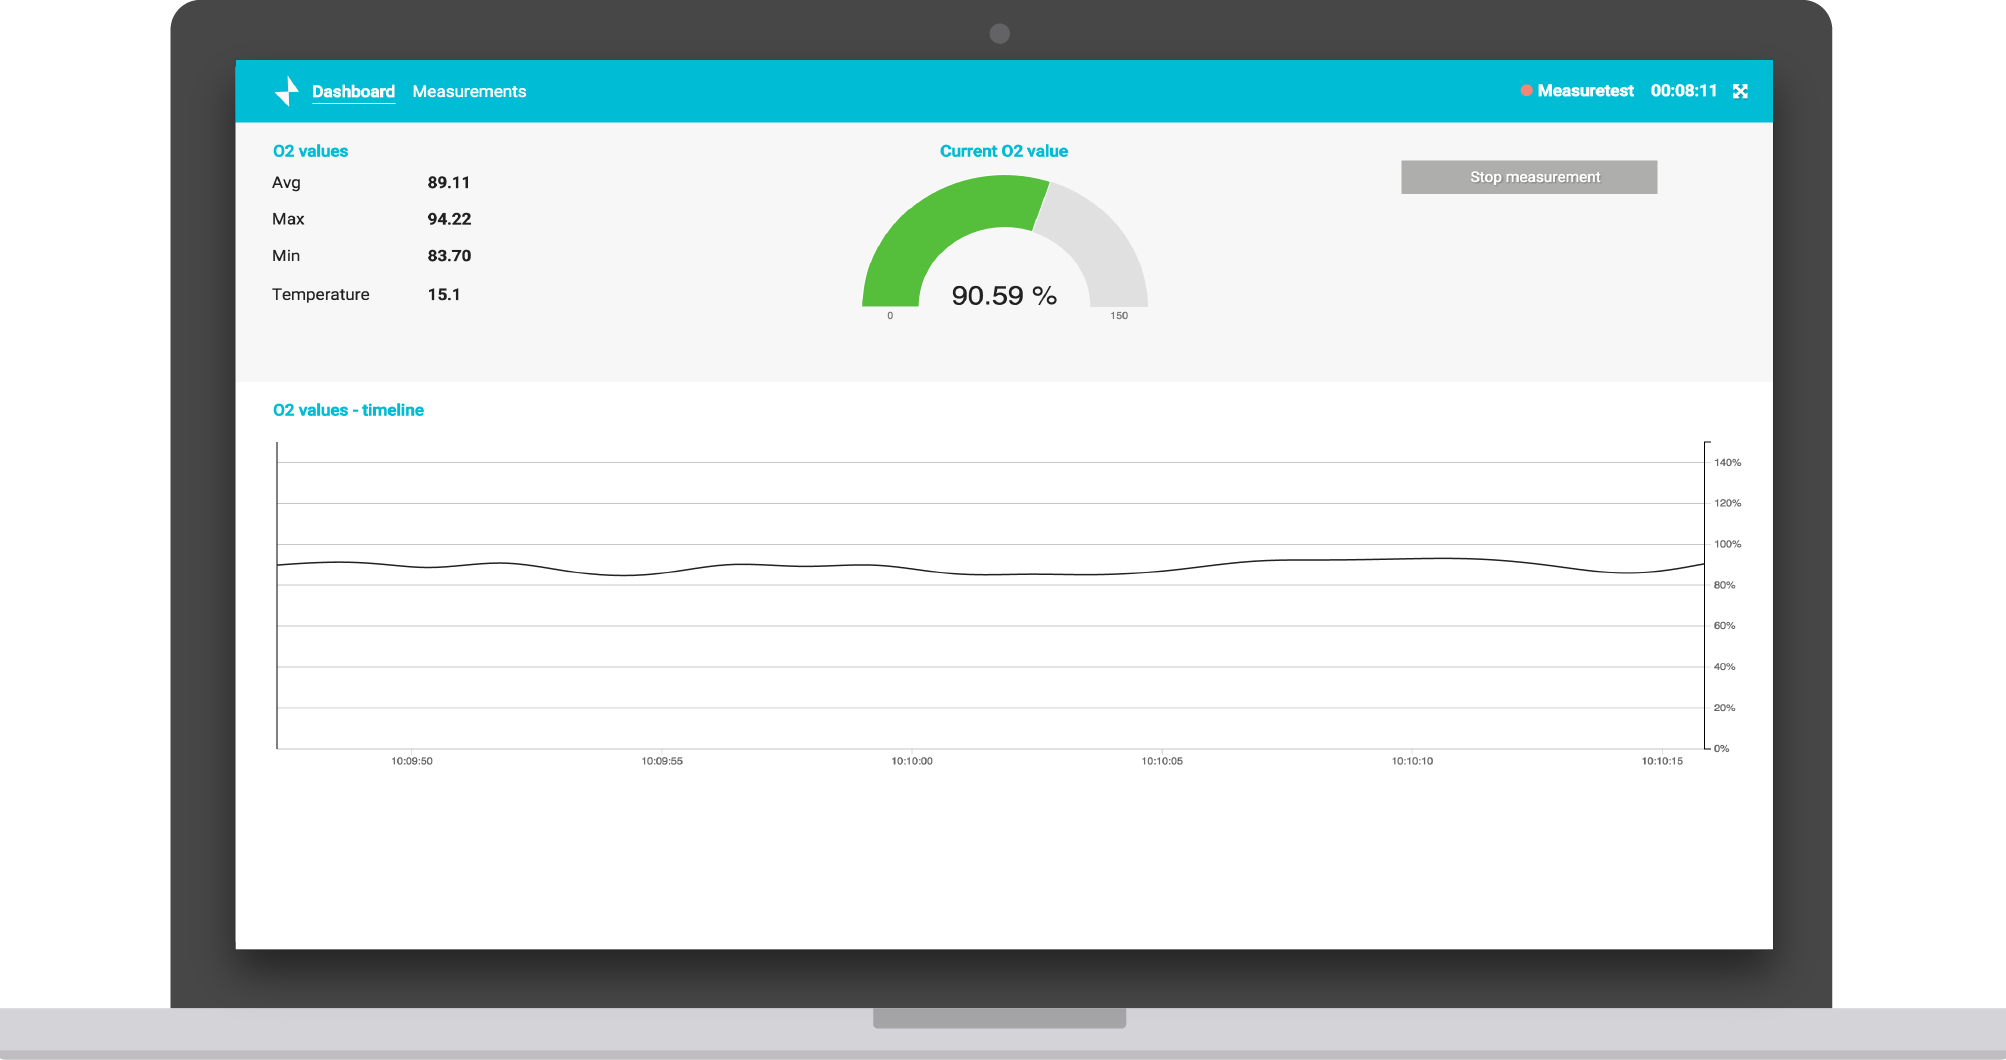 Dashboard Measurements
Measuretest 00:08:11
O2 values
Avg 89.11
Max 94.22
Min 83.70
Temperature 15.1
Current O2 value
90.59 %
0 150
Stop measurement
O2 values - timeline
140%
120%
100%
80%
60%
40%
20%
0%
10:09:50 10:09:55 10:10:00 10:10:05 10:10:10 10:10:15